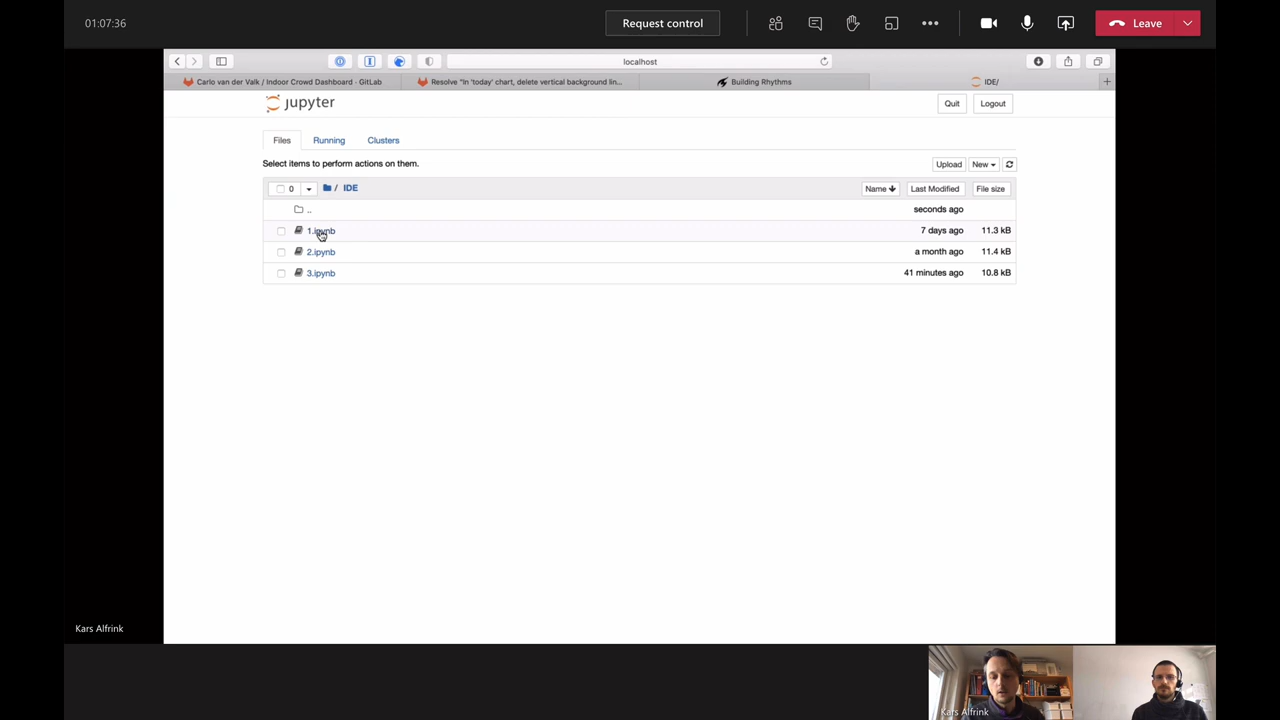 01:07:36
Request control
Leave
localhost
Carlo van der Valk / Indoor Crowd Dashboard · GitLab
Resolve "In 'today' chart, delete vertical background lin...
Building Rhythms
IDE/
jupyter
Quit
Logout
Files
Running
Clusters
Select items to perform actions on them.
Upload
New
0
/ IDE
Name
Last Modified
File size
..
seconds ago
1.ipynb
7 days ago
11.3 kB
2.ipynb
a month ago
11.4 kB
3.ipynb
41 minutes ago
10.8 kB
Kars Alfrink
Kars Alfrink